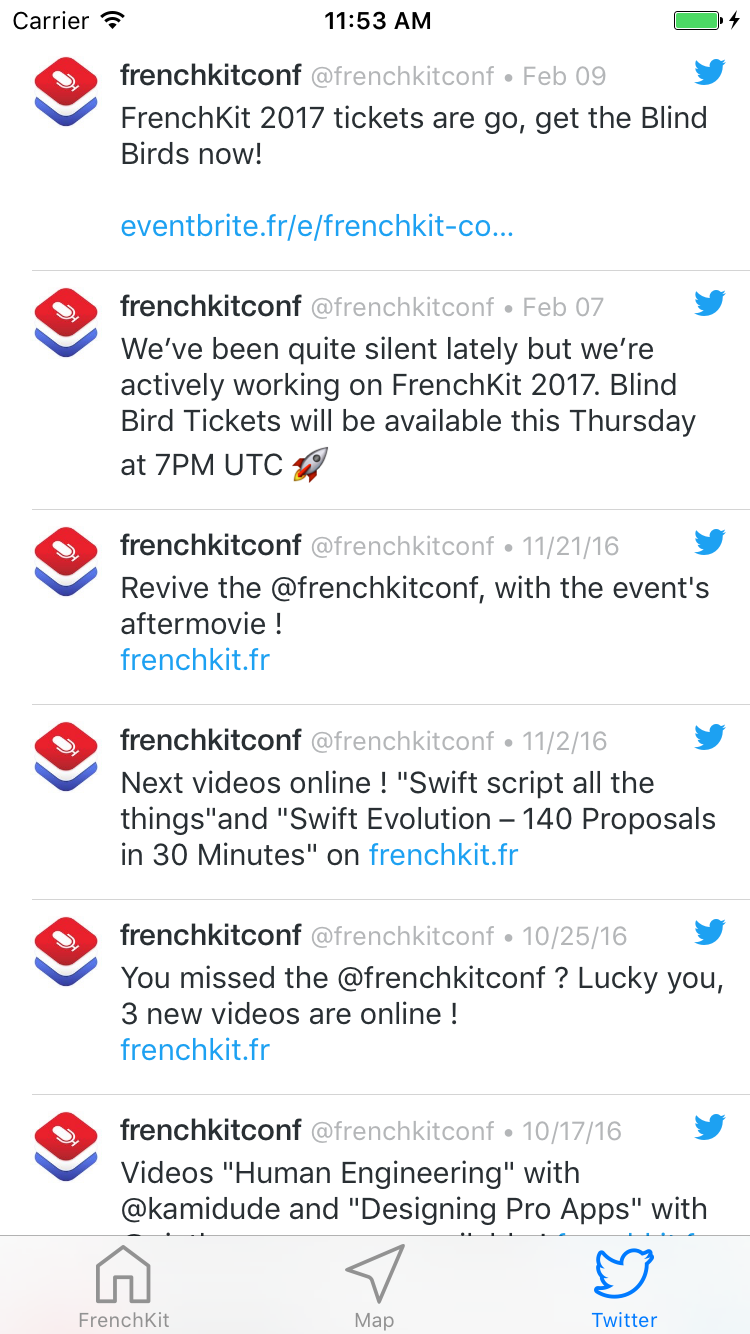 Carrier 11:53 AM
frenchkitconf @frenchkitconf • Feb 09
FrenchKit 2017 tickets are go, get the Blind
Birds now!
eventbrite.fr/e/frenchkit-co...
frenchkitconf @frenchkitconf • Feb 07
We’ve been quite silent lately but we’re
actively working on FrenchKit 2017. Blind
Bird Tickets will be available this Thursday
at 7PM UTC 🚀
frenchkitconf @frenchkitconf • 11/21/16
Revive the @frenchkitconf, with the event's
aftermovie !
frenchkit.fr
frenchkitconf @frenchkitconf • 11/2/16
Next videos online ! "Swift script all the
things"and "Swift Evolution – 140 Proposals
in 30 Minutes" on frenchkit.fr
frenchkitconf @frenchkitconf • 10/25/16
You missed the @frenchkitconf ? Lucky you,
3 new videos are online !
frenchkit.fr
frenchkitconf @frenchkitconf • 10/17/16
Videos "Human Engineering" with
@kamidude and "Designing Pro Apps" with
FrenchKit Map Twitter